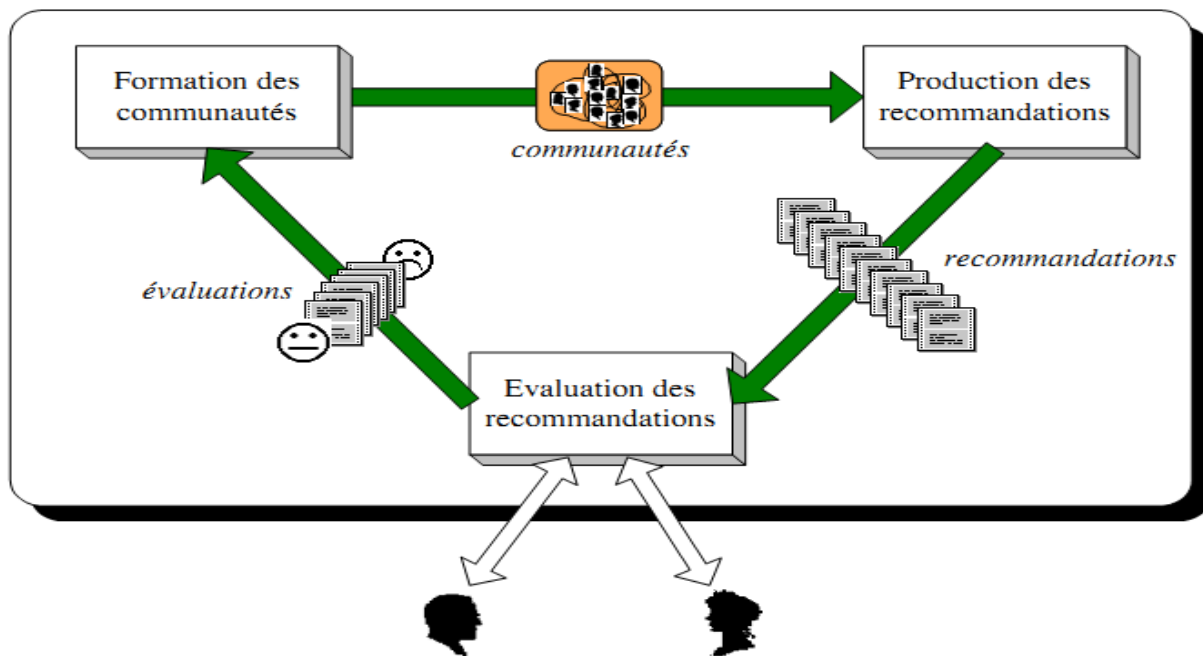 Formation des
communautés
communautés
Production des
recommandations
évaluations
recommandations
Evaluation des
recommandations